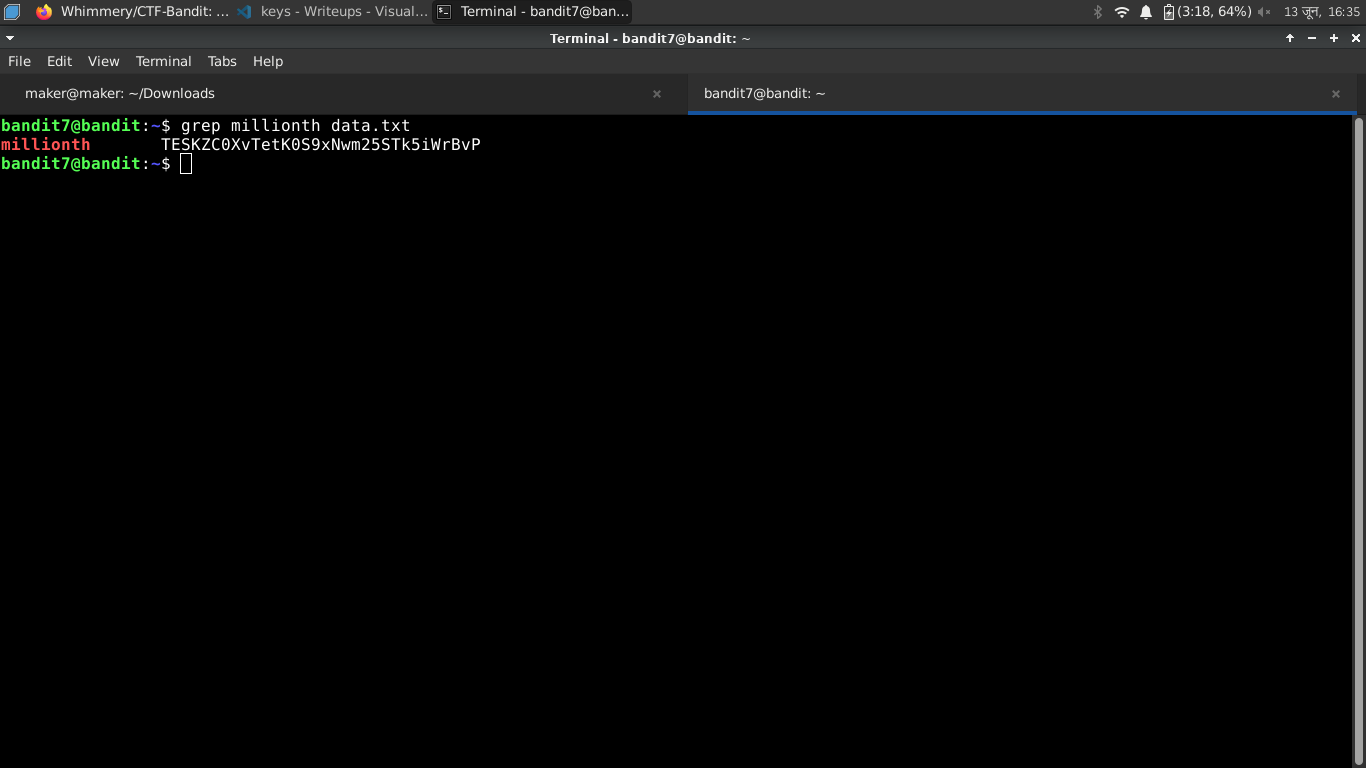 Whimmery/CTF-Bandit: ...
keys - Writeups - Visual...
Terminal - bandit7@ban...
(3:18, 64%)
13 जून, 16:35
Terminal - bandit7@bandit: ~
File Edit View Terminal Tabs Help
maker@maker: ~/Downloads
bandit7@bandit: ~
bandit7@bandit:~$ grep millionth data.txt
millionth TESKZC0XvTetK0S9xNwm25STk5iWrBvP
bandit7@bandit:~$